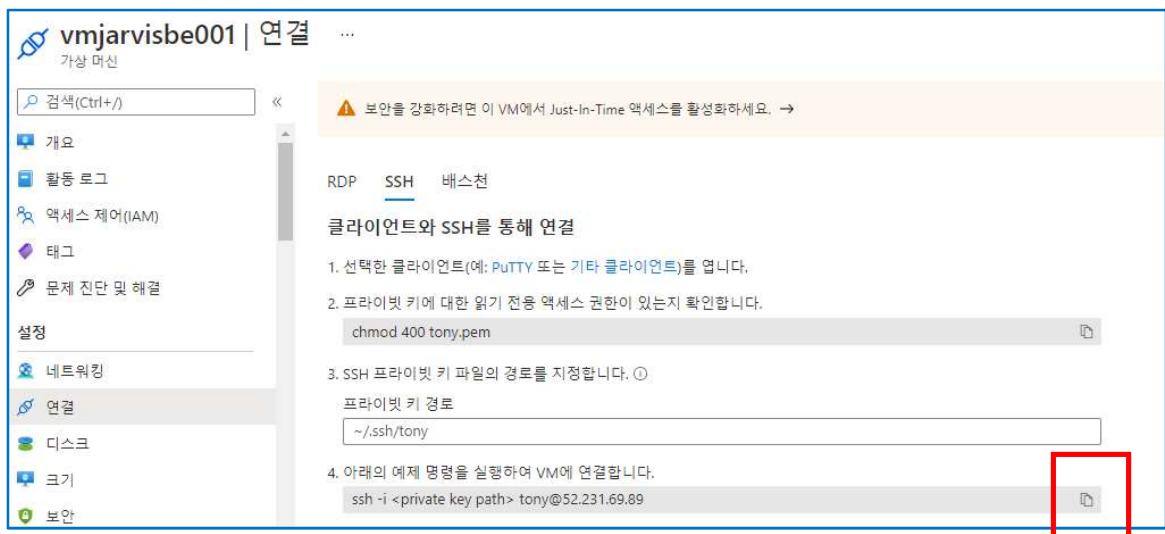 vmjarvisbe001 | 연결 ...
가상 머신
검색(Ctrl+/) «
개요
활동 로그
액세스 제어(IAM)
태그
문제 진단 및 해결
설정
네트워킹
연결
디스크
크기
보안
보안을 강화하려면 이 VM에서 Just-In-Time 액세스를 활성화하세요. →
RDP SSH 배스천
클라이언트와 SSH를 통해 연결
1. 선택한 클라이언트(예: PuTTY 또는 기타 클라이언트)를 엽니다.
2. 프라이빗 키에 대한 읽기 전용 액세스 권한이 있는지 확인합니다.
chmod 400 tony.pem
3. SSH 프라이빗 키 파일의 경로를 지정합니다.
프라이빗 키 경로
~/.ssh/tony
4. 아래의 예제 명령을 실행하여 VM에 연결합니다.
ssh -i <private key path> tony@52.231.69.89